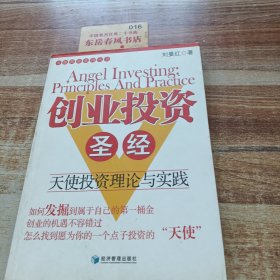 016
东岳春风书店
刘曼红◎著
Angel Investing:
Principles And Practice
创业投资
圣经
天使投资理论与实践
如何发掘到属于自己的第一桶金
创业的机遇不容错过
怎么找到愿为你的一个点子投资的“天使”
经济管理出版社